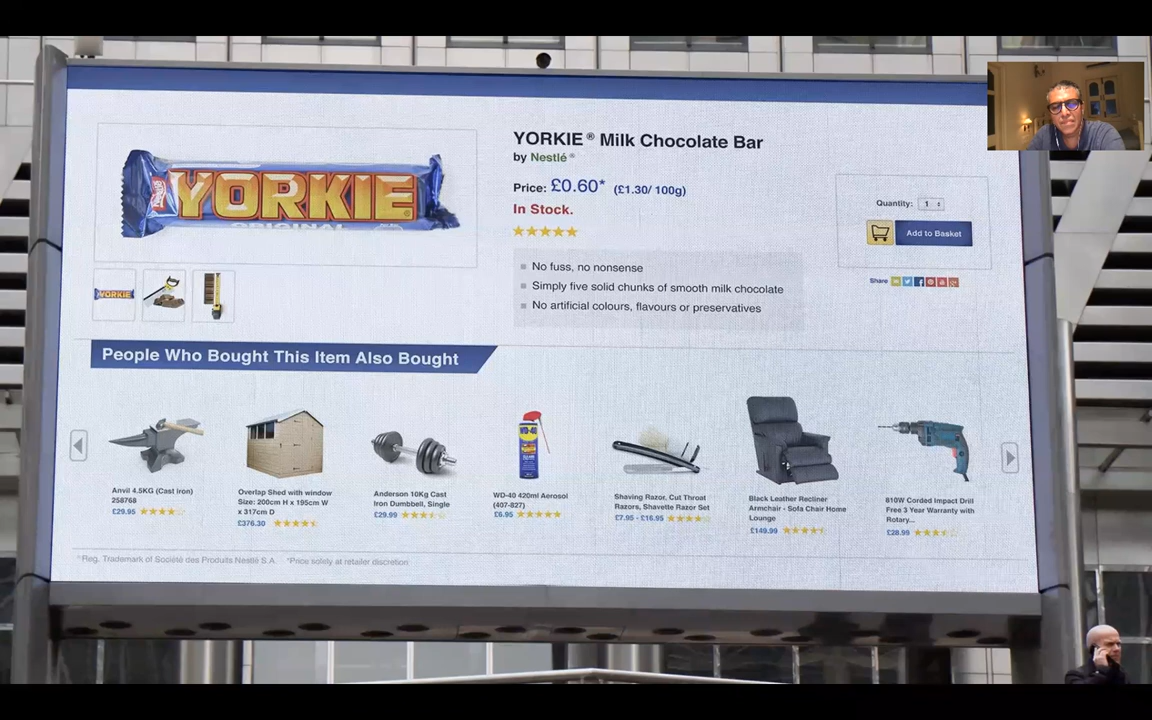 YORKIE® Milk Chocolate Bar
by Nestlé®
Price: £0.60* (£1.30/ 100g)
In Stock.
No fuss, no nonsense
Simply five solid chunks of smooth milk chocolate
No artificial colours, flavours or preservatives
Quantity: 1
Add to Basket
Share
Nestlé
YORKIE
ORIGINAL
YORKIE
People Who Bought This Item Also Bought
Anvil 4.5KG (Cast iron)
258768
£29.95
Overlap Shed with window
Size: 200cm H x 195cm W
x 317cm D
£376.30
Anderson 10Kg Cast
Iron Dumbbell, Single
£29.99
WD-40
WD-40 420ml Aerosol
(407-827)
£6.95
Shaving Razor, Cut Throat
Razors, Shavette Razor Set
£7.95 - £16.95
Black Leather Recliner
Armchair - Sofa Chair Home
Lounge
£149.99
810W Corded Impact Drill
Free 3 Year Warranty with
Rotary...
£28.99
®Reg. Trademark of Société des Produits Nestlé S.A. *Price solely at retailer discretion